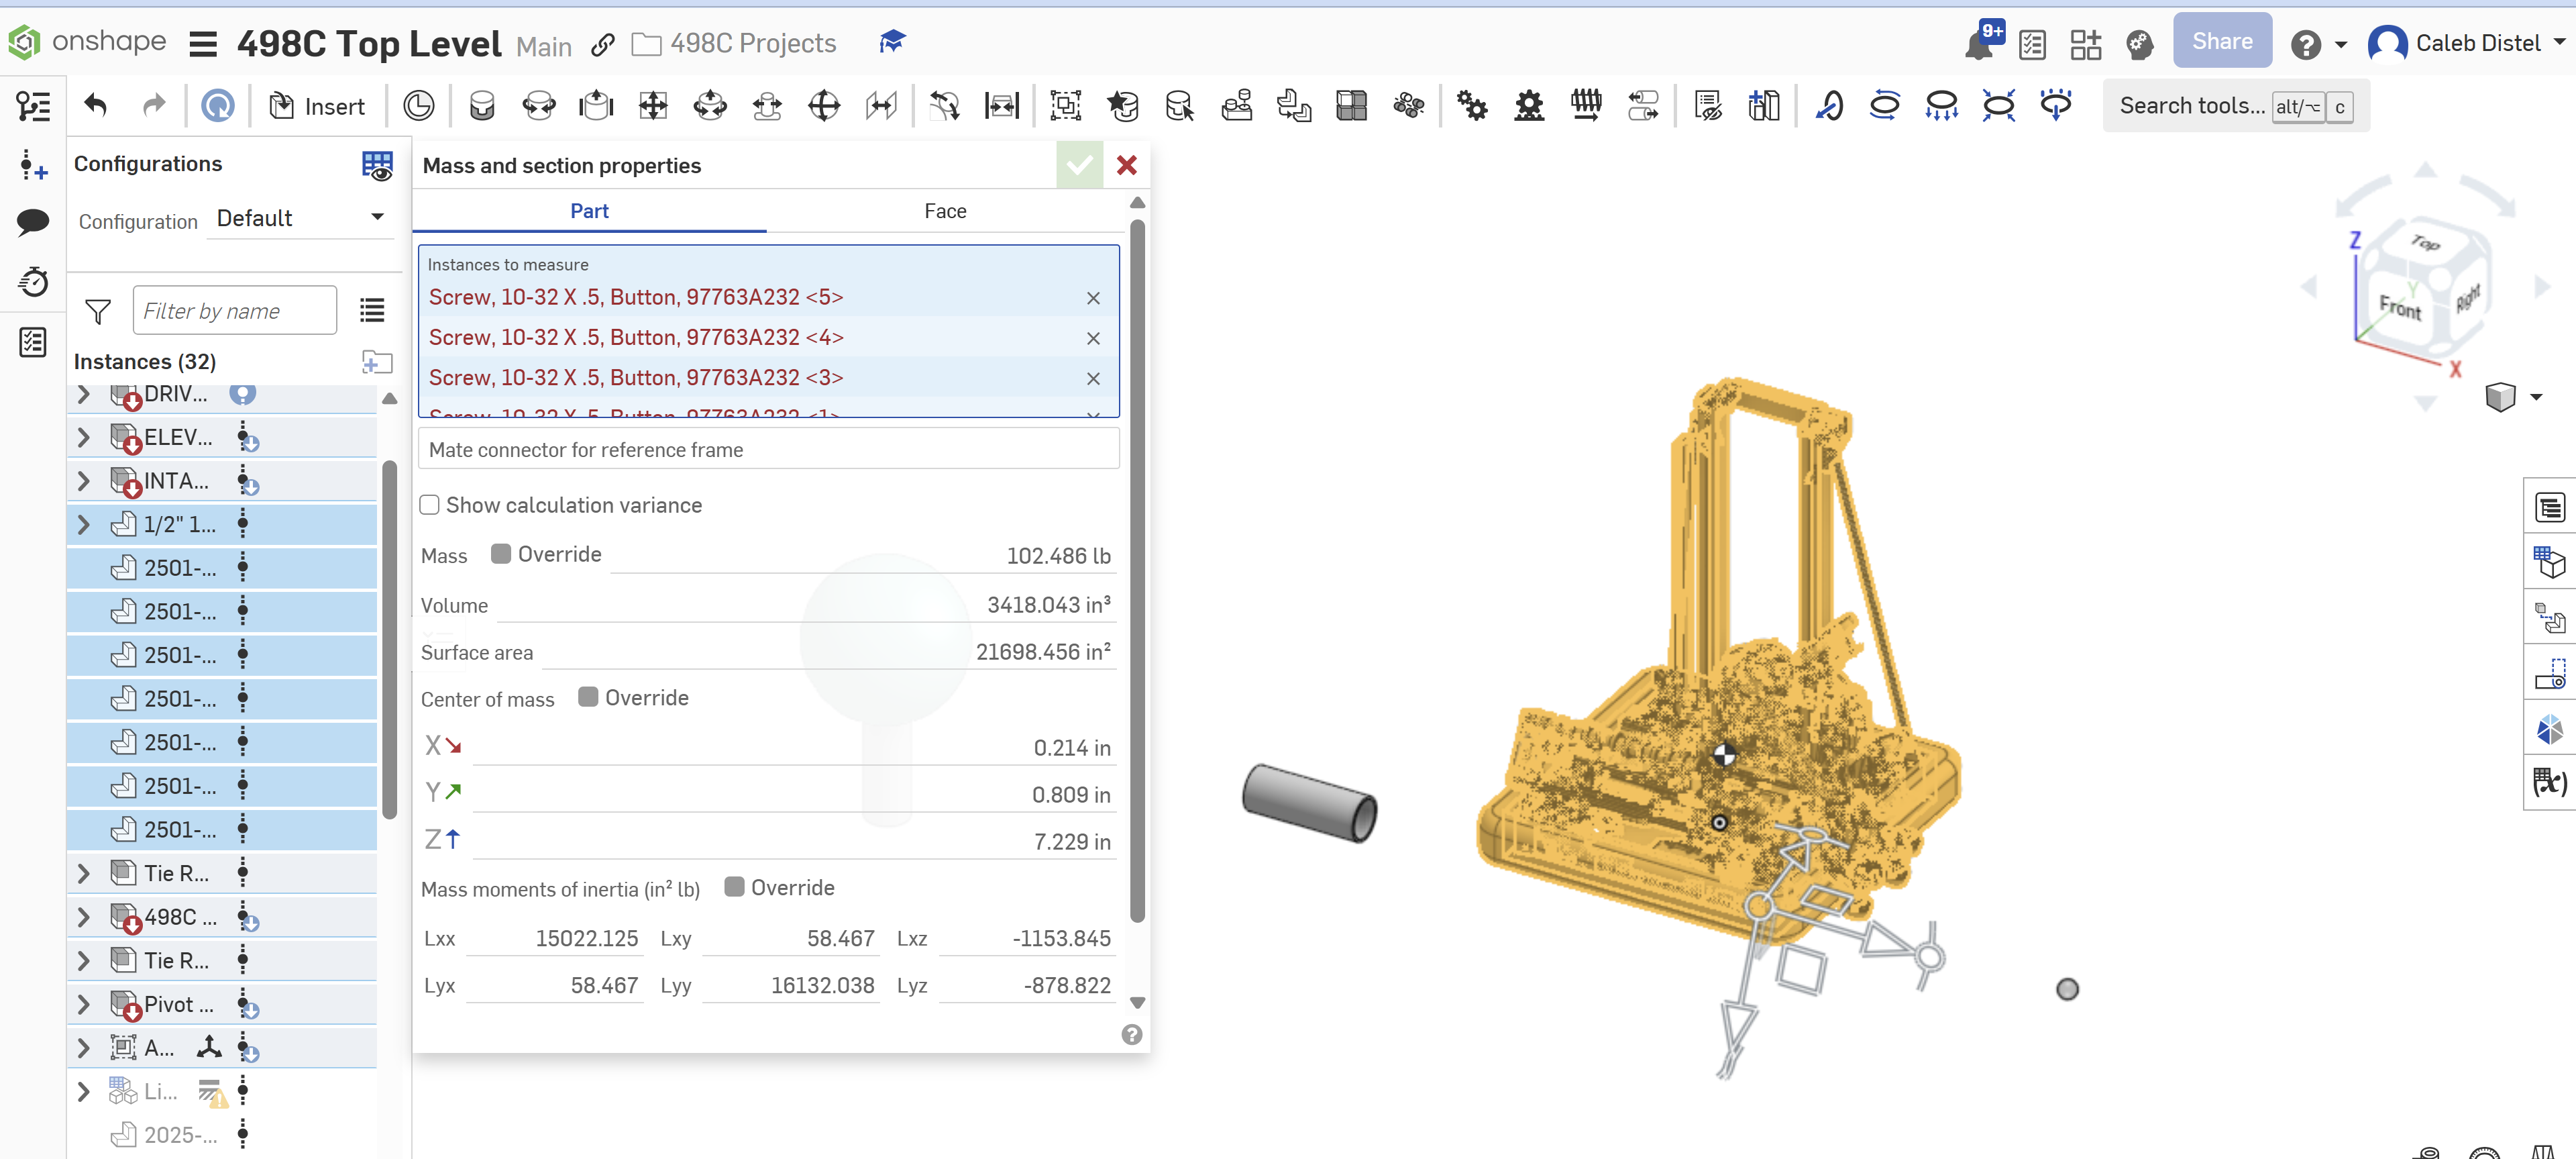 onshape 498C Top Level Main 498C Projects 9+ Share Caleb Distel
Insert Search tools... alt/⌥ c
Configurations
Configuration Default
Filter by name
Instances (32)
DRIV...
ELEV...
INTA...
1/2" 1...
2501-...
2501-...
2501-...
2501-...
2501-...
2501-...
2501-...
Tie R...
498C ...
Tie R...
Pivot ...
A...
Li...
2025-...
Mass and section properties
Part Face
Instances to measure
Screw, 10-32 X .5, Button, 97763A232 <5>
Screw, 10-32 X .5, Button, 97763A232 <4>
Screw, 10-32 X .5, Button, 97763A232 <3>
Screw, 10-32 X .5, Button, 97763A232 <1>
Mate connector for reference frame
Show calculation variance
Mass Override 102.486 lb
Volume 3418.043 in³
Surface area 21698.456 in²
Center of mass Override
X 0.214 in
Y 0.809 in
Z 7.229 in
Mass moments of inertia (in² lb) Override
Lxx 15022.125 Lxy 58.467 Lxz -1153.845
Lyx 58.467 Lyy 16132.038 Lyz -878.822
Z
Top
Y
Front
Right
X
(x)